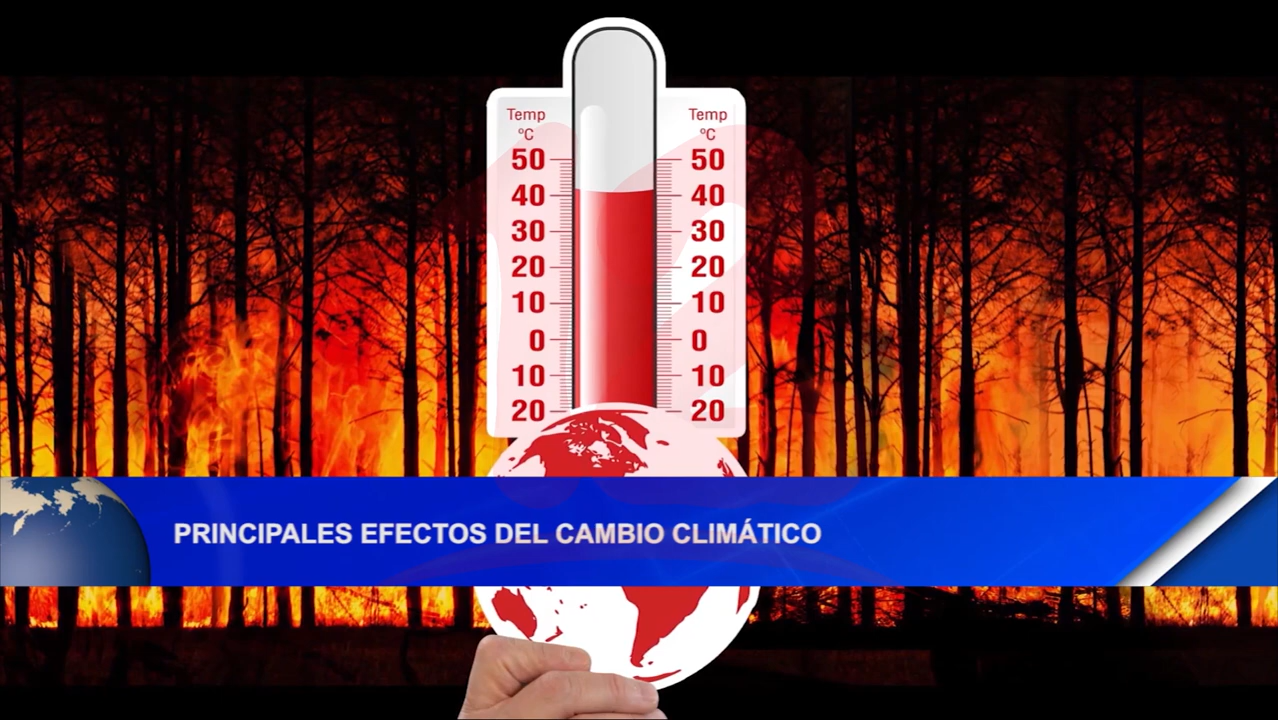 Temp Temp
°C °C
50 50
40 40
30 30
20 20
10 10
0 0
10 10
20 20
PRINCIPALES EFECTOS DEL CAMBIO CLIMÁTICO